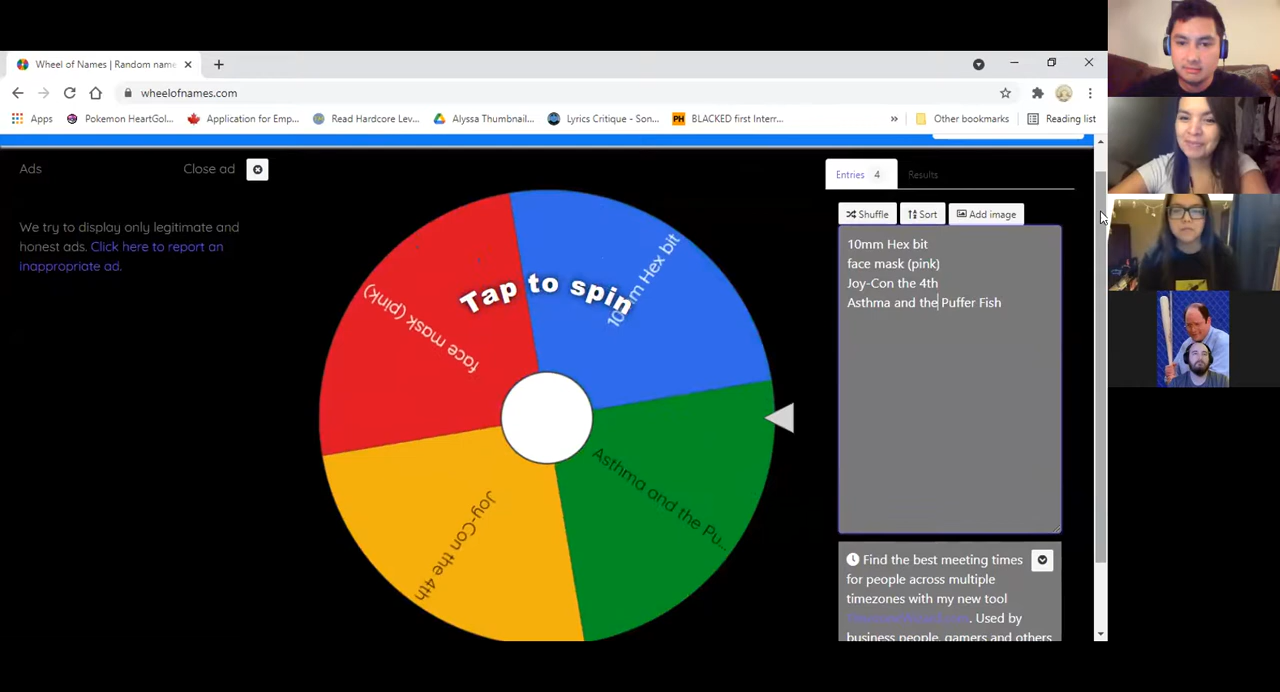 Wheel of Names | Random name
wheelofnames.com
Apps
Pokemon HeartGol...
Application for Emp...
Read Hardcore Lev...
Alyssa Thumbnail...
Lyrics Critique - Son...
PH BLACKED first Interr...
»
Other bookmarks
Reading list
Ads
Close ad
We try to display only legitimate and
honest ads. Click here to report an
inappropriate ad.
Tap to spin
10mm Hex bit
face mask (pink)
Joy-Con the 4th
Asthma and the Pu...
Entries 4
Results
Shuffle
Sort
Add image
10mm Hex bit
face mask (pink)
Joy-Con the 4th
Asthma and the Puffer Fish
Find the best meeting times
for people across multiple
timezones with my new tool
. Used by
business people, gamers and others